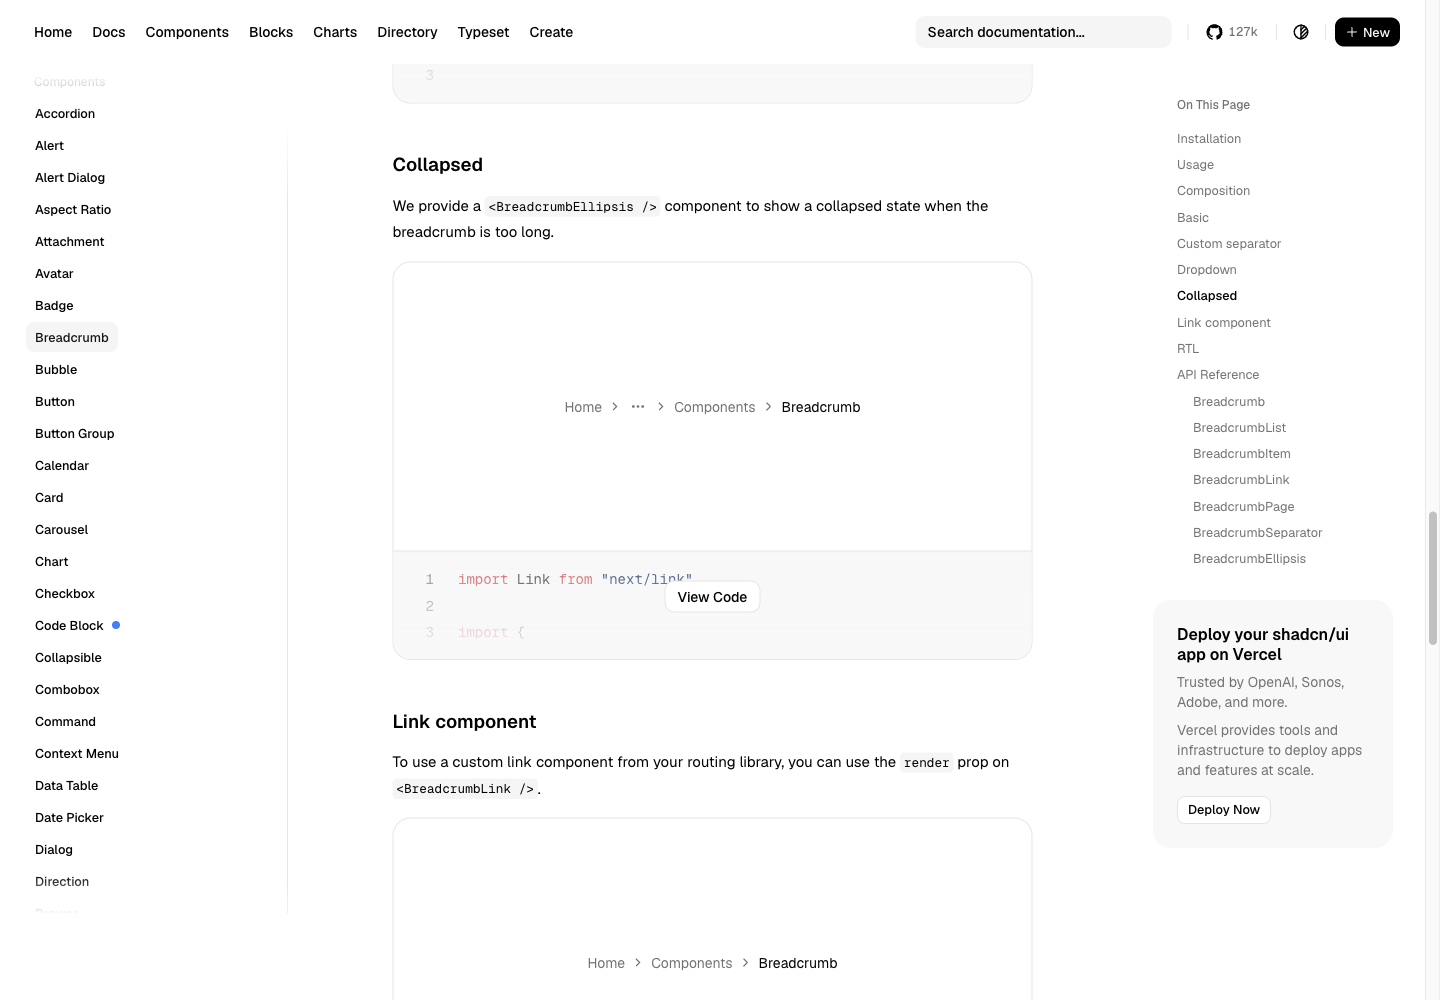 Home Docs Components Blocks Charts Directory Typeset Create
Search documentation...
127k
New
Components
Accordion
Alert
Alert Dialog
Aspect Ratio
Attachment
Avatar
Badge
Breadcrumb
Bubble
Button
Button Group
Calendar
Card
Carousel
Chart
Checkbox
Code Block
Collapsible
Combobox
Command
Context Menu
Data Table
Date Picker
Dialog
Direction
3
Collapsed
We provide a <BreadcrumbEllipsis /> component to show a collapsed state when the
breadcrumb is too long.
Home > ··· > Components > Breadcrumb
1 import Link from "next/link"
2
3 import {
View Code
Link component
To use a custom link component from your routing library, you can use the render prop on
<BreadcrumbLink />.
Home > Components > Breadcrumb
On This Page
Installation
Usage
Composition
Basic
Custom separator
Dropdown
Collapsed
Link component
RTL
API Reference
Breadcrumb
BreadcrumbList
BreadcrumbItem
BreadcrumbLink
BreadcrumbPage
BreadcrumbSeparator
BreadcrumbEllipsis
Deploy your shadcn/ui
app on Vercel
Trusted by OpenAI, Sonos,
Adobe, and more.
Vercel provides tools and
infrastructure to deploy apps
and features at scale.
Deploy Now